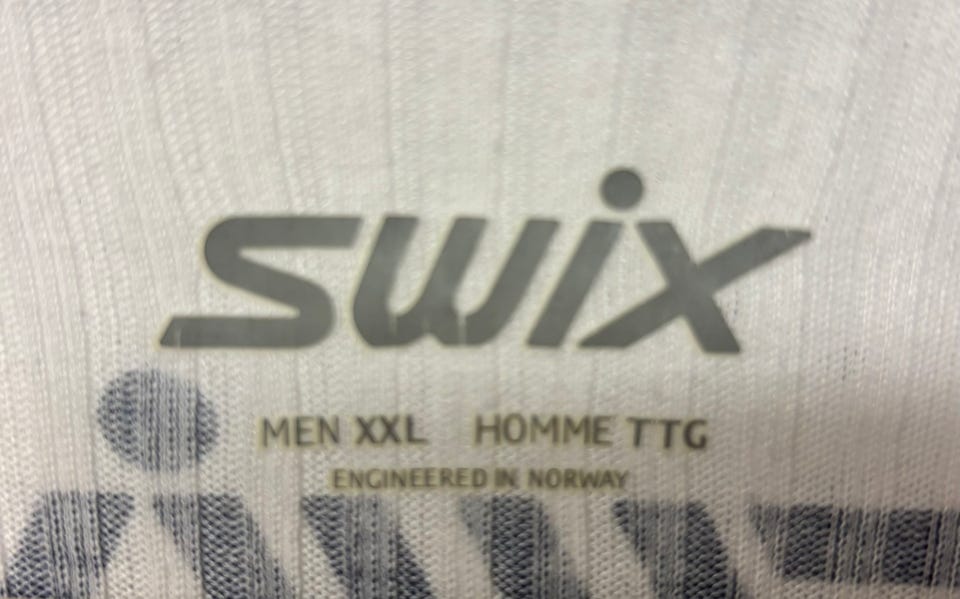 SWIX
MEN XXL HOMME TTG
ENGINEERED IN NORWAY